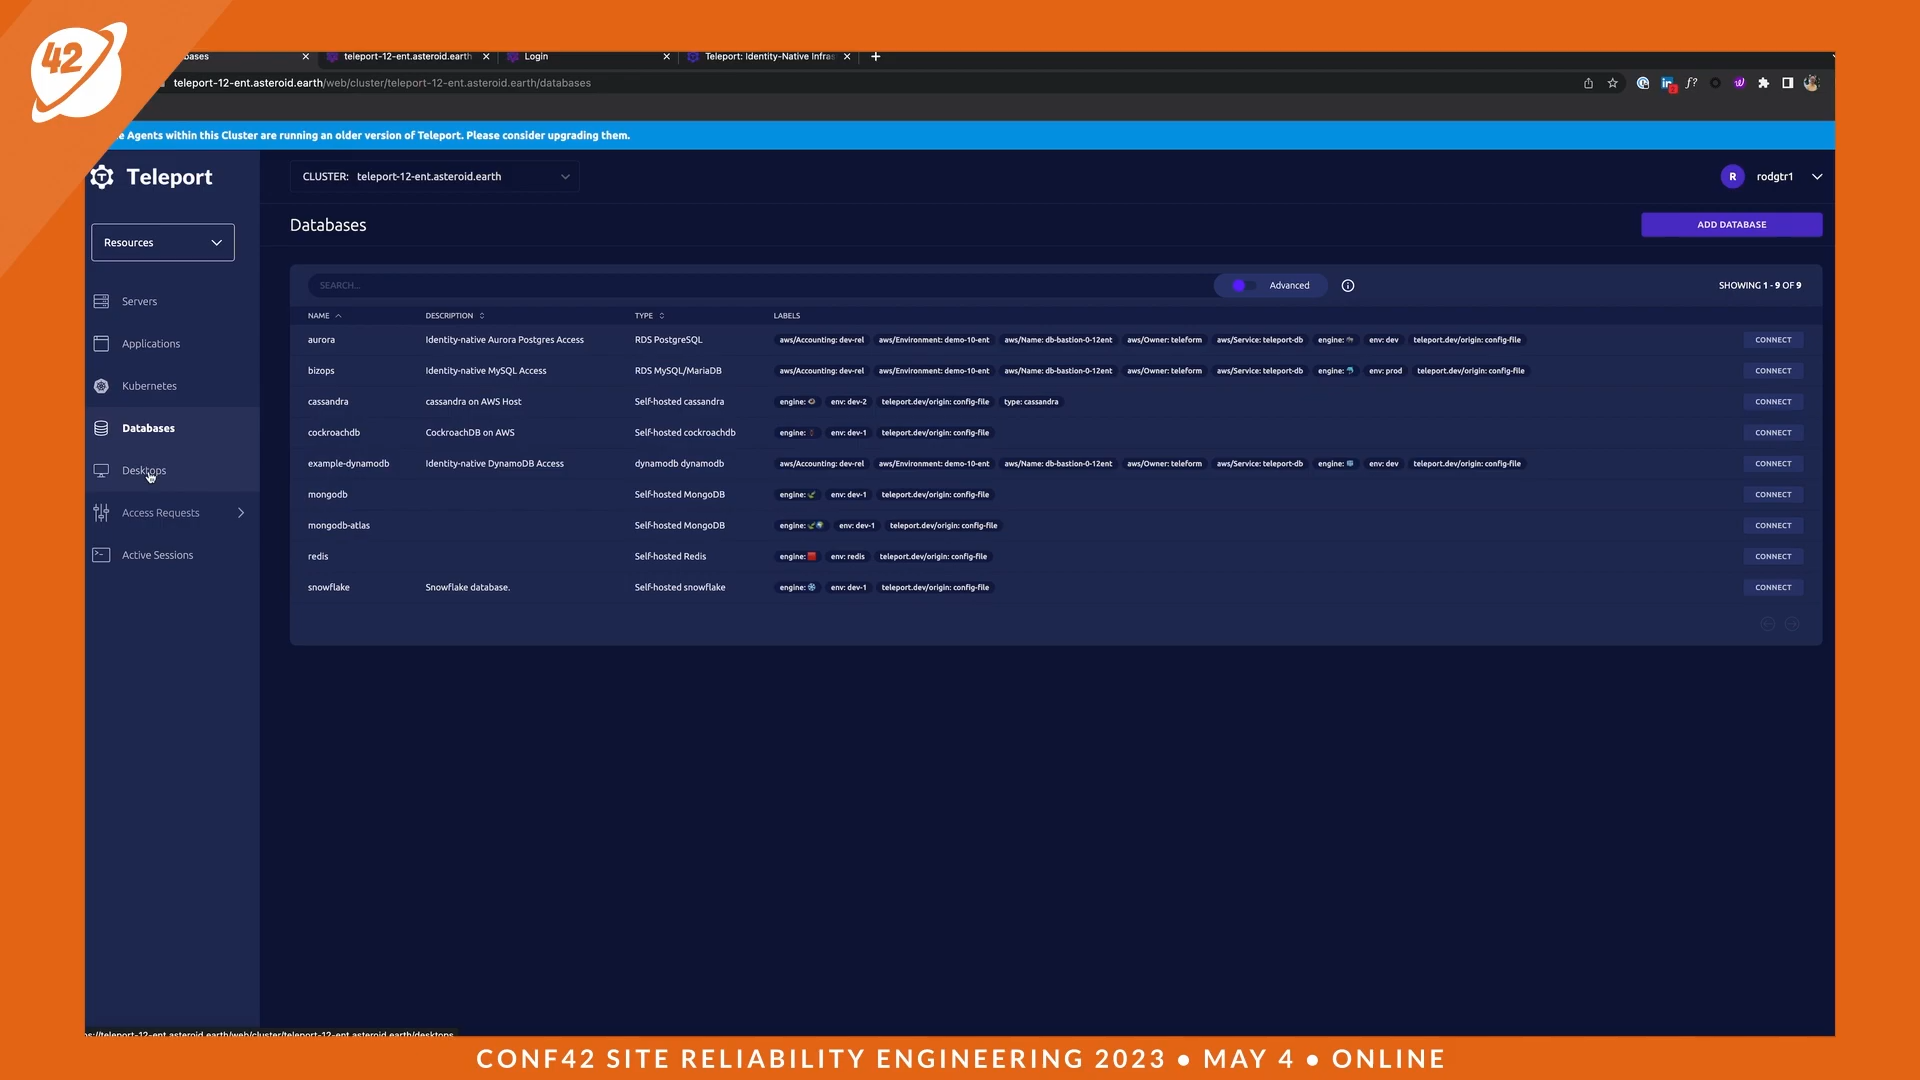 42
bases
teleport-12-ent.asteroid.earth
Login
Teleport: Identity-Native Infras
teleport-12-ent.asteroid.earth/web/cluster/teleport-12-ent.asteroid.earth/databases
e Agents within this Cluster are running an older version of Teleport. Please consider upgrading them.
Teleport
CLUSTER: teleport-12-ent.asteroid.earth
R rodgtr1
Resources
Databases
ADD DATABASE
Servers
Applications
Kubernetes
Databases
Desktops
Access Requests
Active Sessions
SEARCH...
Advanced
SHOWING 1 - 9 OF 9
NAME DESCRIPTION TYPE LABELS
aurora Identity-native Aurora Postgres Access RDS PostgreSQL aws/Accounting: dev-rel aws/Environment: demo-10-ent aws/Name: db-bastion-0-12ent aws/Owner: teleform aws/Service: teleport-db engine: env: dev teleport.dev/origin: config-file CONNECT
bizops Identity-native MySQL Access RDS MySQL/MariaDB aws/Accounting: dev-rel aws/Environment: demo-10-ent aws/Name: db-bastion-0-12ent aws/Owner: teleform aws/Service: teleport-db engine: env: prod teleport.dev/origin: config-file CONNECT
cassandra cassandra on AWS Host Self-hosted cassandra engine: env: dev-2 teleport.dev/origin: config-file type: cassandra CONNECT
cockroachdb CockroachDB on AWS Self-hosted cockroachdb engine: env: dev-1 teleport.dev/origin: config-file CONNECT
example-dynamodb Identity-native DynamoDB Access dynamodb dynamodb aws/Accounting: dev-rel aws/Environment: demo-10-ent aws/Name: db-bastion-0-12ent aws/Owner: teleform aws/Service: teleport-db engine: env: dev teleport.dev/origin: config-file CONNECT
mongodb Self-hosted MongoDB engine: env: dev-1 teleport.dev/origin: config-file CONNECT
mongodb-atlas Self-hosted MongoDB engine: env: dev-1 teleport.dev/origin: config-file CONNECT
redis Self-hosted Redis engine: env: redis teleport.dev/origin: config-file CONNECT
snowflake Snowflake database. Self-hosted snowflake engine: env: dev-1 teleport.dev/origin: config-file CONNECT
ps://teleport-12-ent.asteroid.earth/web/cluster/teleport-12-ent.asteroid.earth/desktops
CONF42 SITE RELIABILITY ENGINEERING 2023 • MAY 4 • ONLINE